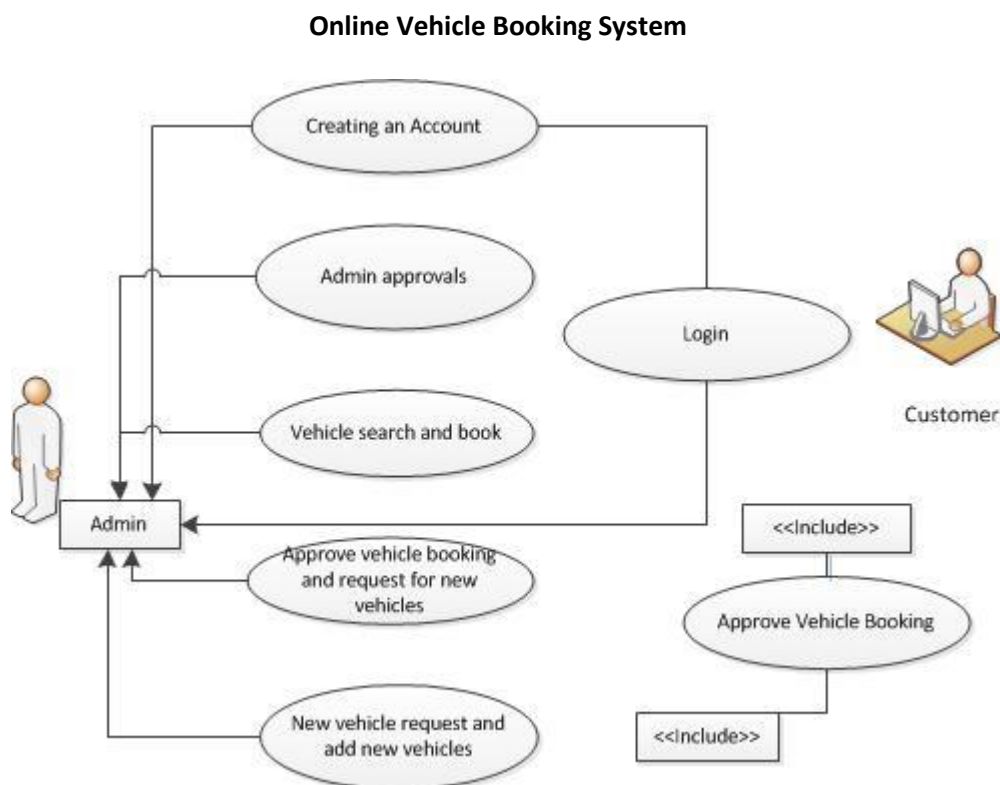 Online Vehicle Booking System
Creating an Account
Admin approvals
Login
Customer
Vehicle search and book
Admin
<<Include>>
Approve vehicle booking
and request for new
vehicles
Approve Vehicle Booking
New vehicle request and
add new vehicles
<<Include>>